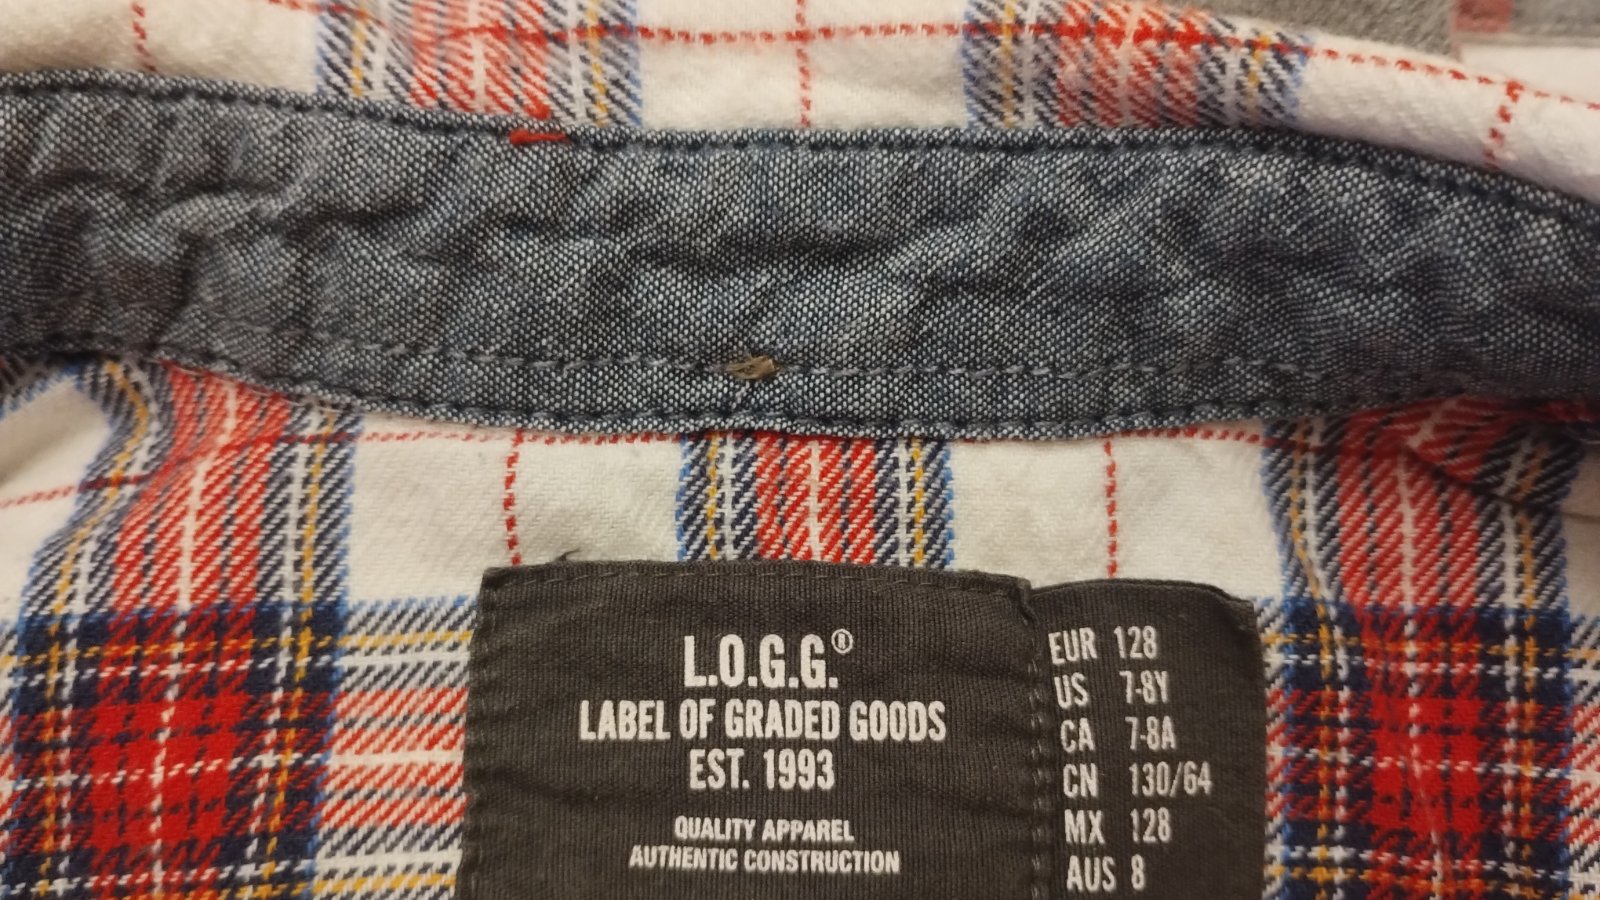 L.O.G.G.®
LABEL OF GRADED GOODS
EST. 1993
QUALITY APPAREL
AUTHENTIC CONSTRUCTION
EUR 128
US 7-8Y
CA 7-8A
CN 130/64
MX 128
AUS 8